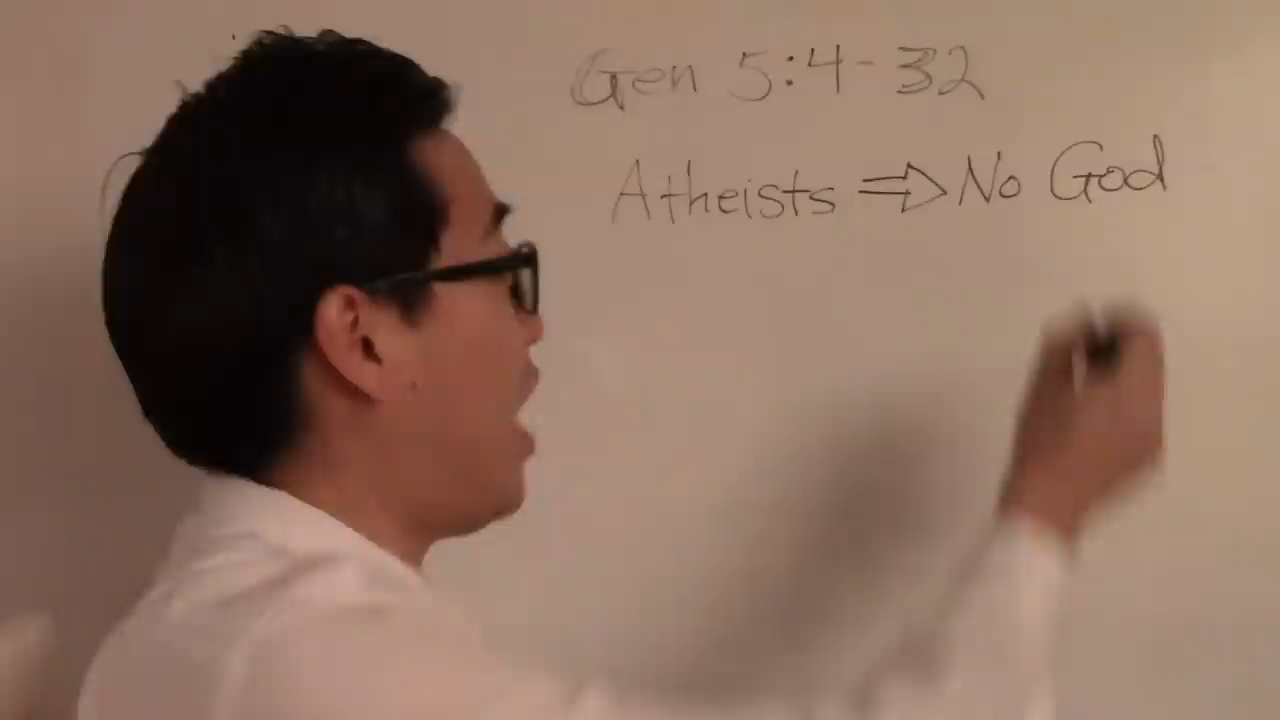 Gen 5:4-32
Atheists ⇒ No God